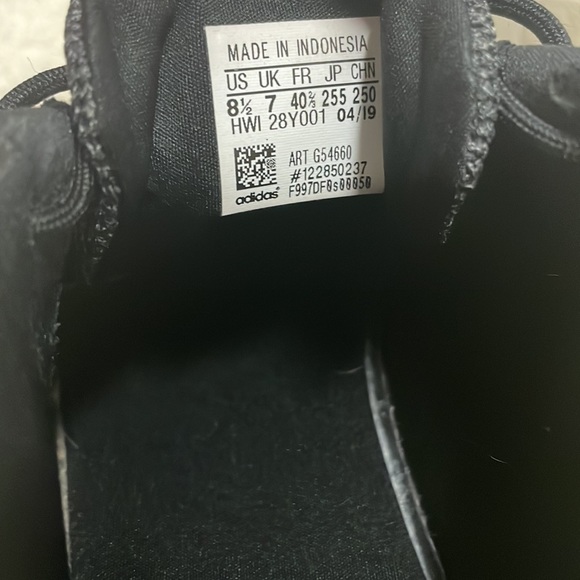 MADE IN INDONESIA
US UK FR JP CHN
8½ 7 40⅔ 255 250
HWI 28Y001 04/19
ART G54660
#122850237
adidas F997DF0s00050